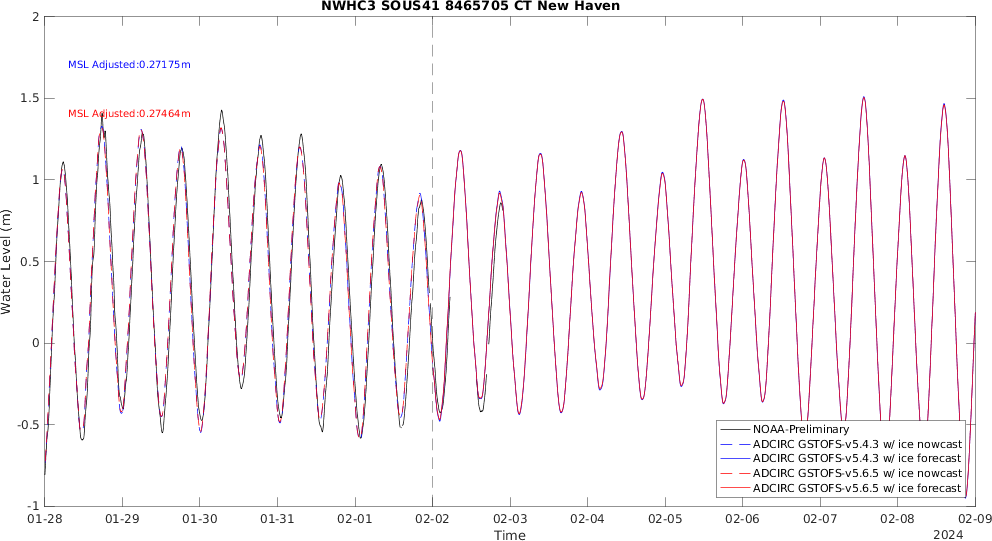 NWHC3 SOUS41 8465705 CT New Haven
2
MSL Adjusted:0.27175m
1.5
MSL Adjusted:0.27464m
1
Water Level (m)
0.5
0
-0.5
NOAA-Preliminary
ADCIRC GSTOFS-v5.4.3 w/ ice nowcast
ADCIRC GSTOFS-v5.4.3 w/ ice forecast
ADCIRC GSTOFS-v5.6.5 w/ ice nowcast
ADCIRC GSTOFS-v5.6.5 w/ ice forecast
-1
01-28 01-29 01-30 01-31 02-01 02-02 02-03 02-04 02-05 02-06 02-07 02-08 02-09
Time
2024